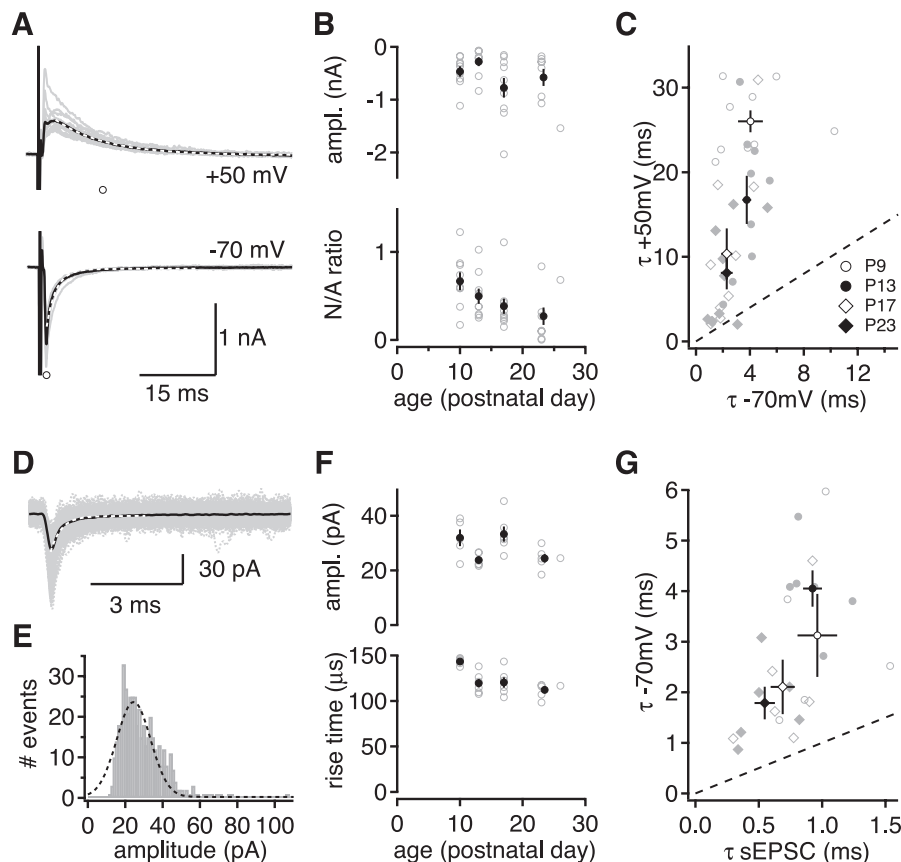 A
+50 mV
-70 mV
1 nA
15 ms
B
0
-1
-2
ampl. (nA)
1
0
N/A ratio
0
10
20
30
age (postnatal day)
C
30
20
10
0
τ +50mV (ms)
0
4
8
12
τ -70mV (ms)
P9
P13
P17
P23
D
30 pA
3 ms
E
30
20
10
0
# events
0
20
40
60
80
100
amplitude (pA)
F
40
20
0
ampl. (pA)
150
100
50
0
rise time (µs)
0
10
20
30
age (postnatal day)
G
6
5
4
3
2
1
0
τ -70mV (ms)
0.0
0.5
1.0
1.5
τ sEPSC (ms)